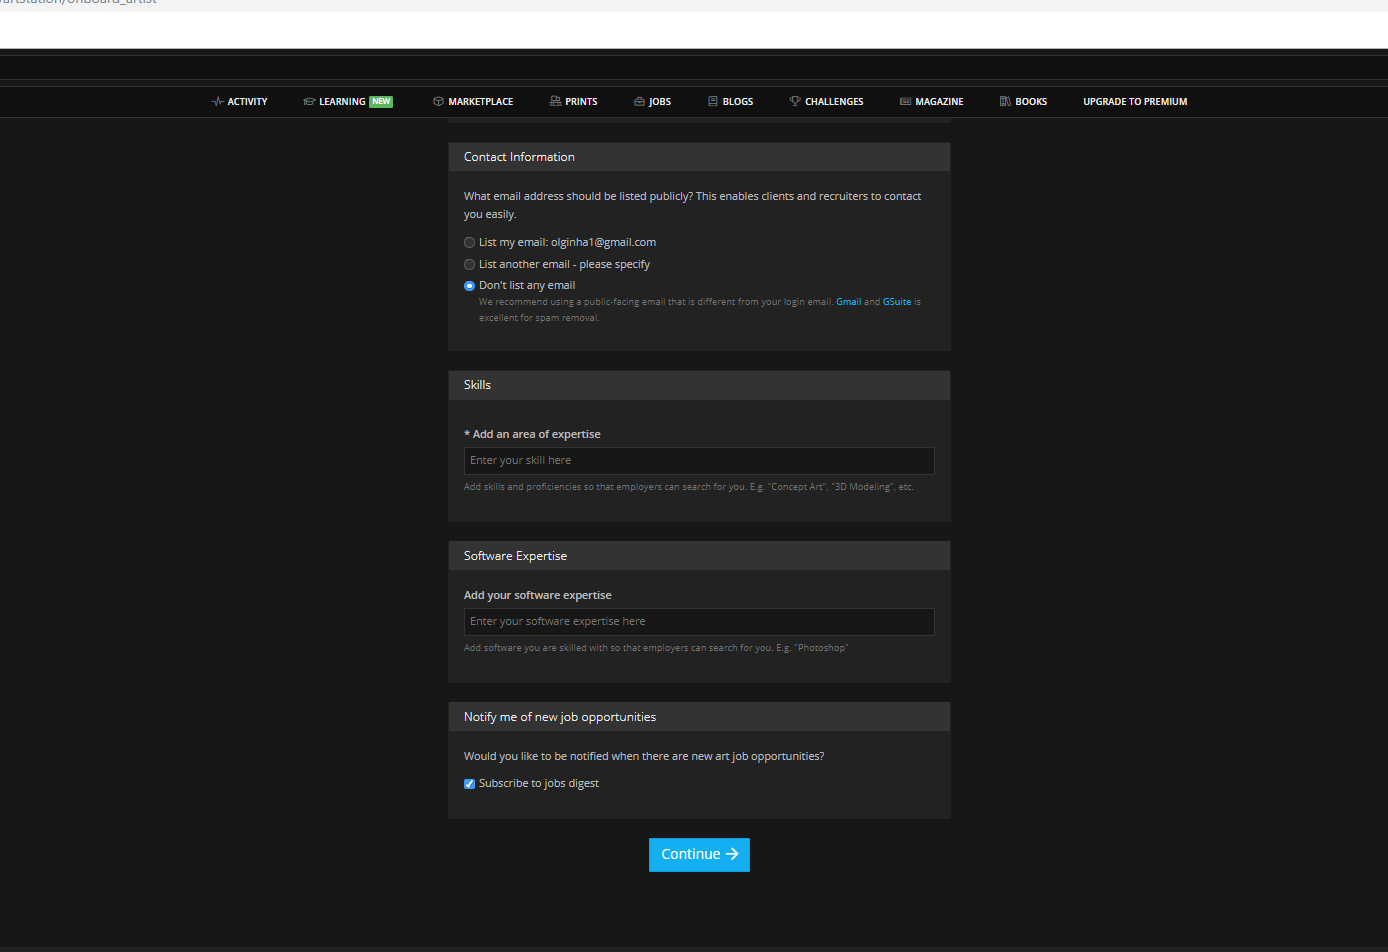 /artstation/onboard_artist
ACTIVITY LEARNING NEW MARKETPLACE PRINTS JOBS BLOGS CHALLENGES MAGAZINE BOOKS UPGRADE TO PREMIUM
Contact Information
What email address should be listed publicly? This enables clients and recruiters to contact
you easily.
List my email: olginha1@gmail.com
List another email - please specify
Don't list any email
We recommend using a public-facing email that is different from your login email. Gmail and GSuite is
excellent for spam removal.
Skills
* Add an area of expertise
Enter your skill here
Add skills and proficiencies so that employers can search for you. E.g. "Concept Art", "3D Modeling", etc.
Software Expertise
Add your software expertise
Enter your software expertise here
Add software you are skilled with so that employers can search for you. E.g. "Photoshop"
Notify me of new job opportunities
Would you like to be notified when there are new art job opportunities?
Subscribe to jobs digest
Continue →